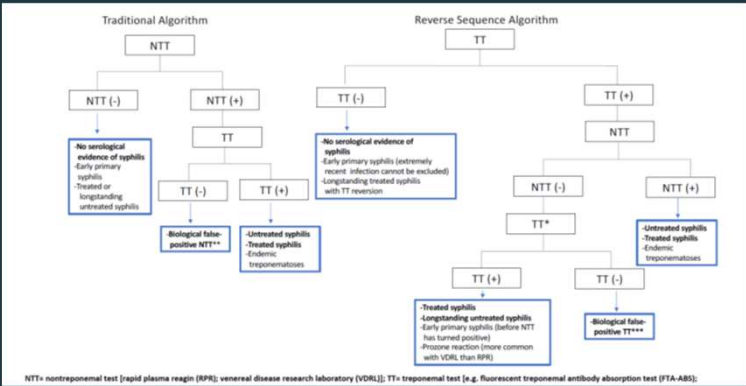 Traditional Algorithm
NTT
NTT (-)
NTT (+)
-No serological
evidence of syphilis
-Early primary
syphilis
-Treated or
longstanding
untreated syphilis
TT
TT (-)
TT (+)
-Biological false-
positive NTT**
-Untreated syphilis
-Treated syphilis
-Endemic
treponematoses
Reverse Sequence Algorithm
TT
TT (-)
TT (+)
-No serological evidence of
syphilis
-Early primary syphilis (extremely
recent infection cannot be excluded)
-Longstanding treated syphilis
with TT reversion
NTT
NTT (-)
NTT (+)
TT*
-Untreated syphilis
-Treated syphilis
-Endemic
treponematoses
TT (+)
TT (-)
-Treated syphilis
-Longstanding untreated syphilis
-Early primary syphilis (before NTT
has turned positive)
-Prozone reaction (more common
with VDRL than RPR)
-Biological false-
positive TT***
NTT= nontreponemal test [rapid plasma reagin (RPR); venereal disease research laboratory (VDRL)]; TT= treponemal test [e.g. fluorescent treponemal antibody absorption test (FTA-ABS);